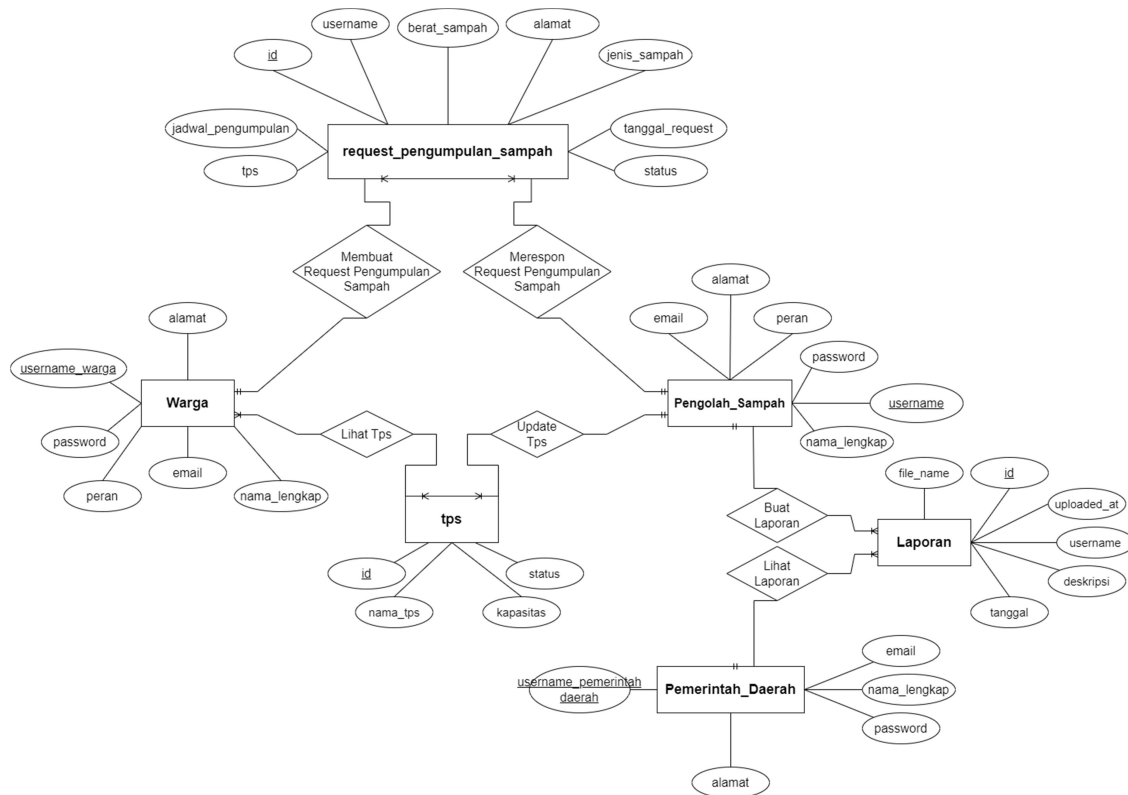 username
berat_sampah
alamat
id
jenis_sampah
jadwal_pengumpulan
tanggal_request
request_pengumpulan_sampah
tps
status
Membuat
Request Pengumpulan
Sampah
Merespon
Request Pengumpulan
Sampah
alamat
email
peran
alamat
password
username_warga
Warga
Pengolah_Sampah
username
password
Lihat Tps
Update
Tps
nama_lengkap
email
peran
nama_lengkap
file_name
id
uploaded_at
Buat
Laporan
tps
Laporan
username
Lihat
Laporan
deskripsi
id
status
nama_tps
kapasitas
tanggal
email
username_pemerintah
daerah
Pemerintah_Daerah
nama_lengkap
password
alamat